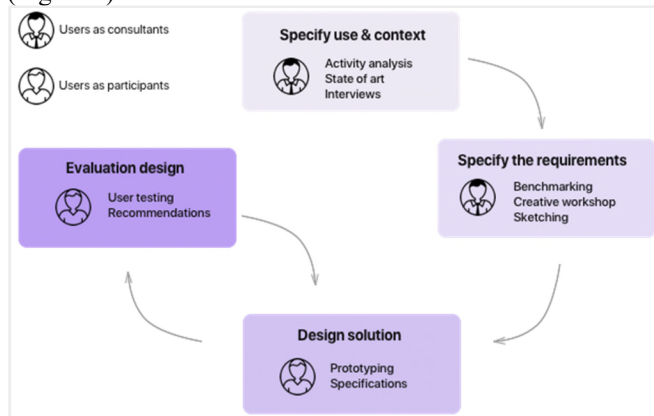 Users as consultants
Users as participants
Specify use & context
Activity analysis
State of art
Interviews
Specify the requirements
Benchmarking
Creative workshop
Sketching
Evaluation design
User testing
Recommendations
Design solution
Prototyping
Specifications